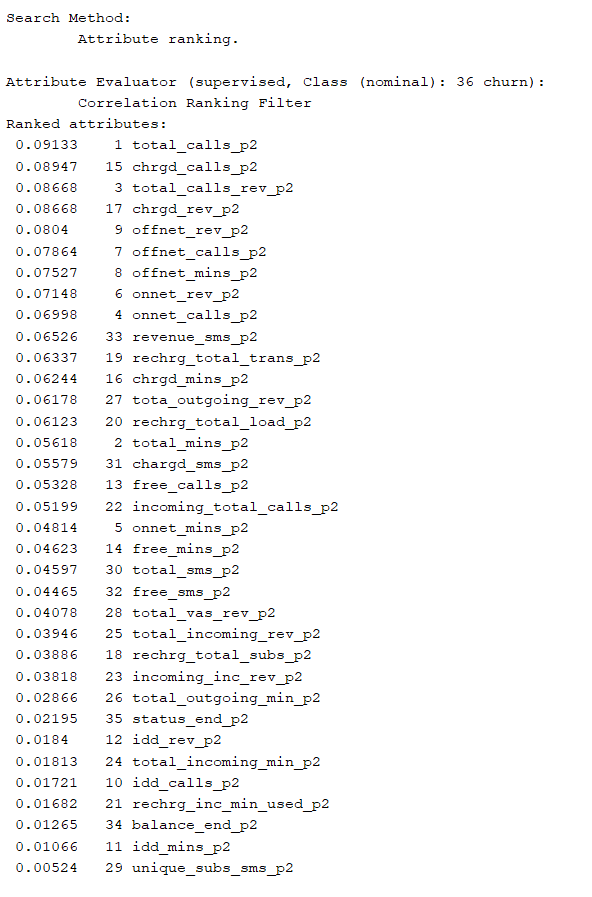 Search Method:
Attribute ranking.
Attribute Evaluator (supervised, Class (nominal): 36 churn):
Correlation Ranking Filter
Ranked attributes:
0.09133 1 total_calls_p2
0.08947 15 chrgd_calls_p2
0.08668 3 total_calls_rev_p2
0.08668 17 chrgd_rev_p2
0.0804 9 offnet_rev_p2
0.07864 7 offnet_calls_p2
0.07527 8 offnet_mins_p2
0.07148 6 onnet_rev_p2
0.06998 4 onnet_calls_p2
0.06526 33 revenue_sms_p2
0.06337 19 rechrg_total_trans_p2
0.06244 16 chrgd_mins_p2
0.06178 27 tota_outgoing_rev_p2
0.06123 20 rechrg_total_load_p2
0.05618 2 total_mins_p2
0.05579 31 chargd_sms_p2
0.05328 13 free_calls_p2
0.05199 22 incoming_total_calls_p2
0.04814 5 onnet_mins_p2
0.04623 14 free_mins_p2
0.04597 30 total_sms_p2
0.04465 32 free_sms_p2
0.04078 28 total_vas_rev_p2
0.03946 25 total_incoming_rev_p2
0.03886 18 rechrg_total_subs_p2
0.03818 23 incoming_inc_rev_p2
0.02866 26 total_outgoing_min_p2
0.02195 35 status_end_p2
0.0184 12 idd_rev_p2
0.01813 24 total_incoming_min_p2
0.01721 10 idd_calls_p2
0.01682 21 rechrg_inc_min_used_p2
0.01265 34 balance_end_p2
0.01066 11 idd_mins_p2
0.00524 29 unique_subs_sms_p2